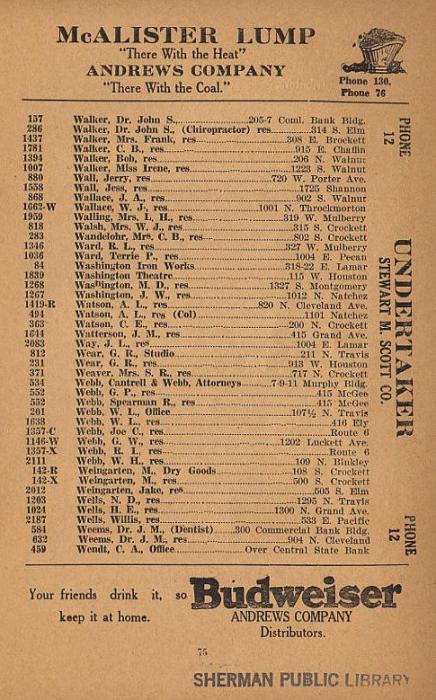 McALISTER LUMP
"There With the Heat"
ANDREWS COMPANY
"There With the Coal."
Phone 130.
Phone 76
157 Walker, Dr. John S., 205-7 Coml. Bank Bldg.
286 Walker, Dr. John S., (Chiropractor) res 314 S. Elm
1437 Walker, Mrs. Frank, res 308 E. Brockett
1781 Walker, C. B., res 915 E. Chaffin
1394 Walker, Bob, res 206 N. Walnut
1007 Walker, Miss Irene, res 1223 S. Walnut
880 Wall, Jerry, res 720 W. Porter Ave.
1558 Wall, Jess, res 1725 Shannon
868 Wallace, J. A., res 902 S. Walnut
1662-W Wallace, W. J., res 1001 N. Throckmorton
1959 Walling, Mrs. L. H., res 319 W. Mulberry
818 Walsh, Mrs. W. J., res 315 S. Crockett
283 Wandelohr, Mrs. C. B., res 802 S. Crockett
1346 Ward, R. L., res 327 W. Mulberry
1036 Ward, Terrie P., res 1004 E. Pecan
84 Washington Iron Works 318-22 E. Lamar
1839 Washington Theatre 115 W. Houston
1268 Washington, M. D., res 1327 S. Montgomery
1267 Washington, J. W., res 1012 N. Natchez
1419-R Watson, A. L., res 820 N. Cleveland Ave.
494 Watson, A. L., res (Col) 1101 Natchez
363 Watson, C. E., res 200 N. Crockett
1644 Watterson, J. M., res 415 Grand Ave.
2083 Way, J. L., res 1004 E. Lamar
812 Wear, G. R., Studio 211 N. Travis
231 Wear, G. R., res 913 W. Houston
371 Weaver, Mrs. S. R., res 717 N. Crockett
534 Webb, Cantrell & Webb, Attorneys 7-9-11 Murphy Bldg.
552 Webb, G. P., res 415 McGee
552 Webb, Spearman R., res 415 McGee
201 Webb, W. L., Office 107½ N. Travis
1638 Webb, W. L., res 416 Ely
1357-C Webb, Joe C., res Route 6
1146-W Webb, G. W., res 1202 Luckett Ave.
1357-X Webb, R. L. res Route 6
2111 Webb, W. H., res 109 N. Binkley
142-R Weingarten, M., Dry Goods 108 S. Crockett
142-X Weingarten, M., res 500 S. Crockett
2012 Weingarten, Jake, res 505 S. Elm
1203 Wells, N. D., res 1295 N. Travis
1024 Wells, H. E., res 1300 N. Grand Ave.
2187 Wells, Willis, res 533 E. Pacific
584 Weems, Dr. J. M., (Dentist) 300 Commercial Bank Bldg.
632 Weems, Dr. J. M., res 904 N. Cleveland
459 Wendt, C. A., Office Over Central State Bank
PHONE
12
UNDERTAKER
STEWART M. SCOTT CO.
PHONE
12
Your friends drink it, so
keep it at home.
Budweiser
ANDREWS COMPANY
Distributors.
75
SHERMAN PUBLIC LIBRARY